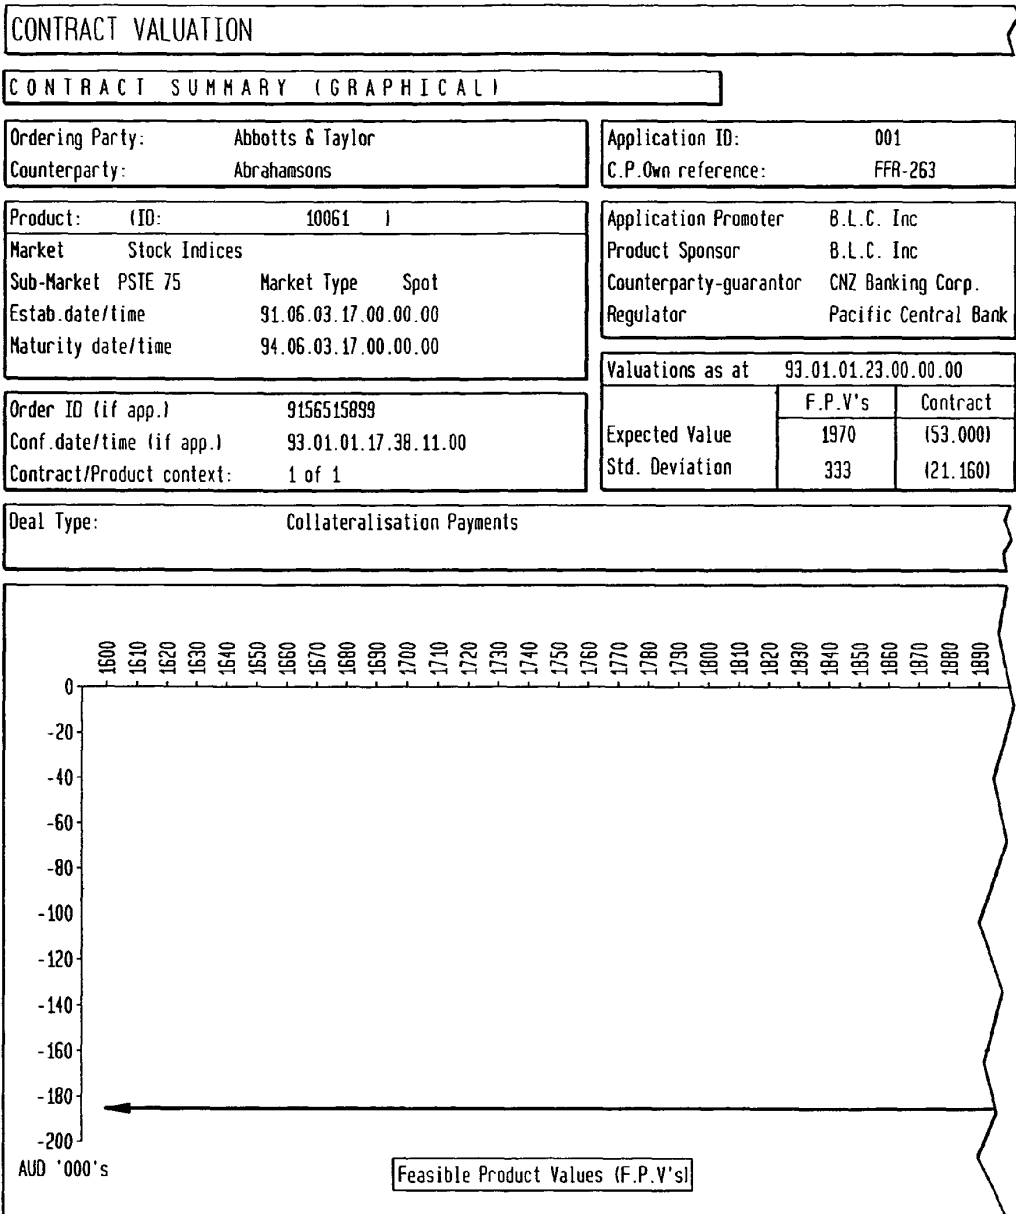 CONTRACT VALUATION
CONTRACT SUMMARY (GRAPHICAL)
Ordering Party: Abbotts & Taylor
Counterparty: Abrahamsons
Application ID: 001
C.P.Own reference: FFR-263
Product: (ID: 10061 )
Market Stock Indices
Sub-Market PSTE 75 Market Type Spot
Estab.date/time 91.06.03.17.00.00.00
Maturity date/time 94.06.03.17.00.00.00
Application Promoter B.L.C. Inc
Product Sponsor B.L.C. Inc
Counterparty-guarantor CNZ Banking Corp.
Regulator Pacific Central Bank
Valuations as at 93.01.01.23.00.00.00
F.P.V's Contract
Expected Value 1970 (53.000)
Std. Deviation 333 (21.160)
Order ID (if app.) 9156515899
Conf.date/time (if app.) 93.01.01.17.38.11.00
Contract/Product context: 1 of 1
Deal Type: Collateralisation Payments
1600 1610 1620 1630 1640 1650 1660 1670 1680 1690 1700 1710 1720 1730 1740 1750 1760 1770 1780 1790 1800 1810 1820 1830 1840 1850 1860 1870 1880 1890
0
-20
-40
-60
-80
-100
-120
-140
-160
-180
-200
AUD '000's
Feasible Product Values (F.P.V's)